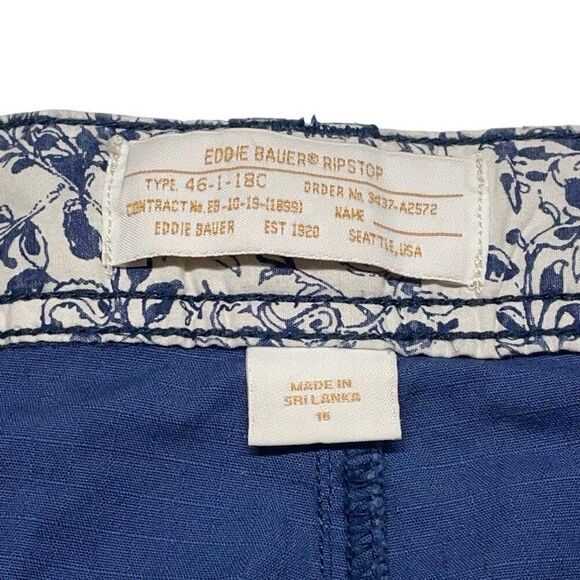 EDDIE BAUER® RIPSTOP
TYPE. 46-1-18C ORDER No. 9437-A2572
CONTRACT No. EB-10-19-(1899) NAME
EDDIE BAUER EST 1920 SEATTLE, USA
MADE IN
SRI LANKA
16